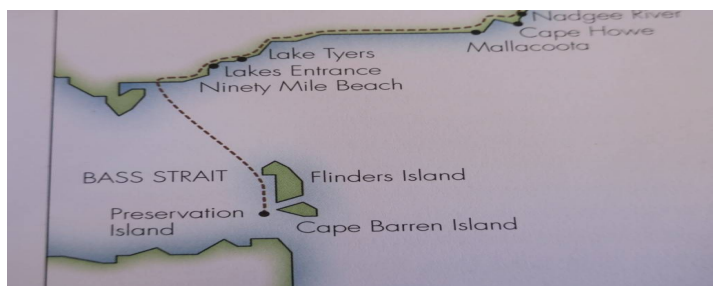 Nadgee River
Cape Howe
Mallacoota
Lake Tyers
Lakes Entrance
Ninety Mile Beach
BASS STRAIT
Flinders Island
Preservation
Island
Cape Barren Island